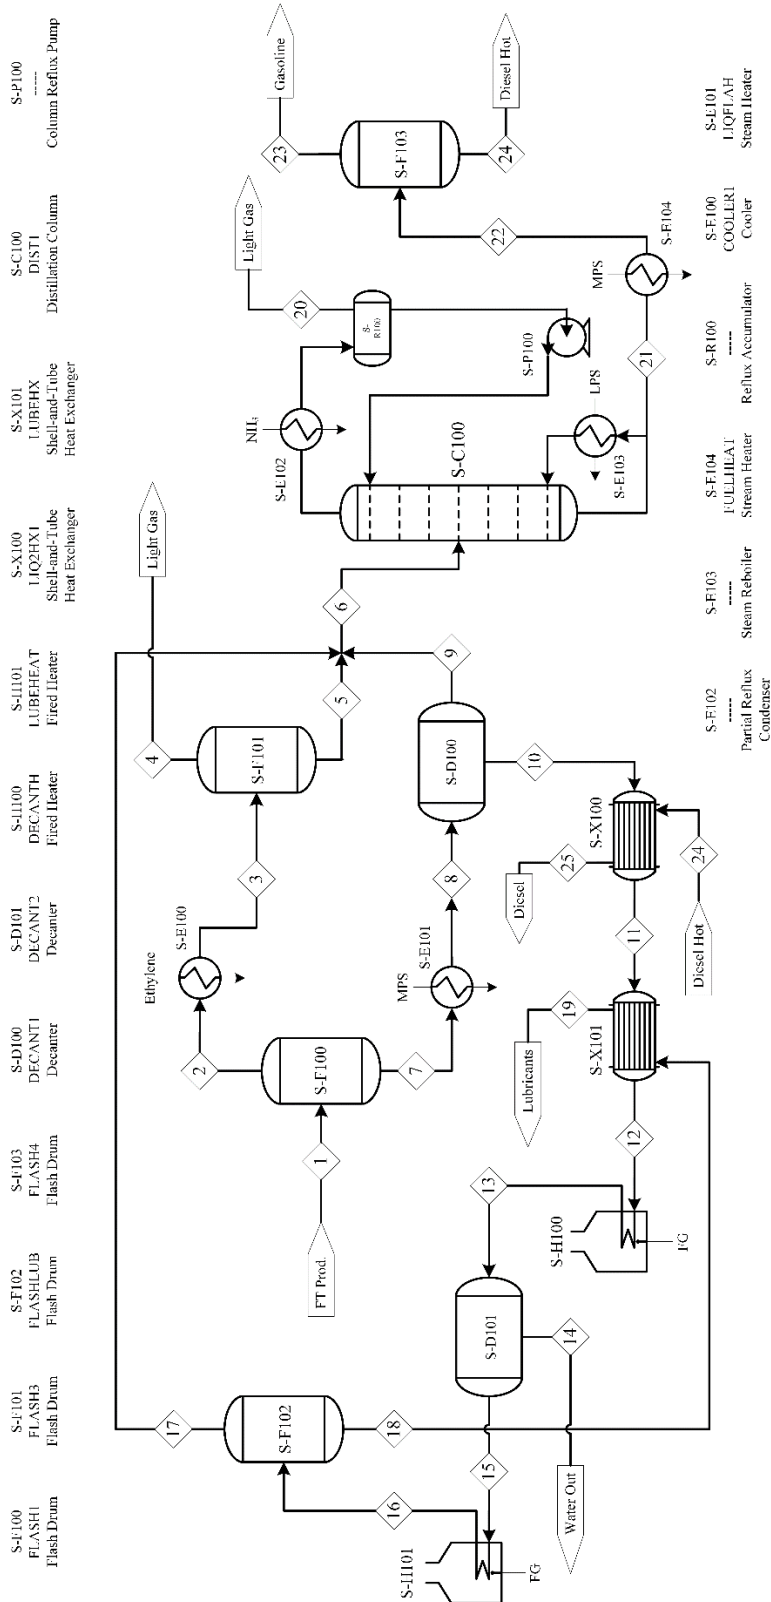 S-F100
FLASH1
Flash Drum
S-F101
FLASH3
Flash Drum
S-F102
FLASHLUB
Flash Drum
S-F103
FLASH4
Flash Drum
S-D100
DECANT1
Decanter
S-D101
DECANT2
Decanter
S-H100
DECANTH
Fired Heater
S-H101
LUBEHEAT
Fired Heater
S-X100
LIQ2HX1
Shell-and-Tube
Heat Exchanger
S-X101
LUBEHX
Shell-and-Tube
Heat Exchanger
S-C100
DIST1
Distillation Column
S-P100
-----
Column Reflux Pump
17
S-F102
18
16
S-H101
FG
15
Water Out
14
S-D101
13
S-H100
FG
12
Lubricants
19
S-X101
11
Diesel
25
S-X100
24
Diesel Hot
10
FT Prod.
1
S-F100
2
7
Ethylene
S-E100
3
MPS
S-E101
8
S-D100
9
S-F101
4
Light Gas
5
6
S-C100
S-E102
NH3
S-R100
20
Light Gas
S-P100
LPS
S-E103
21
MPS
S-E104
22
S-F103
23
Gasoline
24
Diesel Hot
S-E102
-----
Partial Reflux
Condenser
S-E103
-----
Steam Reboiler
S-E104
FUELHEAT
Stream Heater
S-R100
-----
Reflux Accumulator
S-E100
COOLER1
Cooler
S-E101
LIQFLAH
Steam Heater